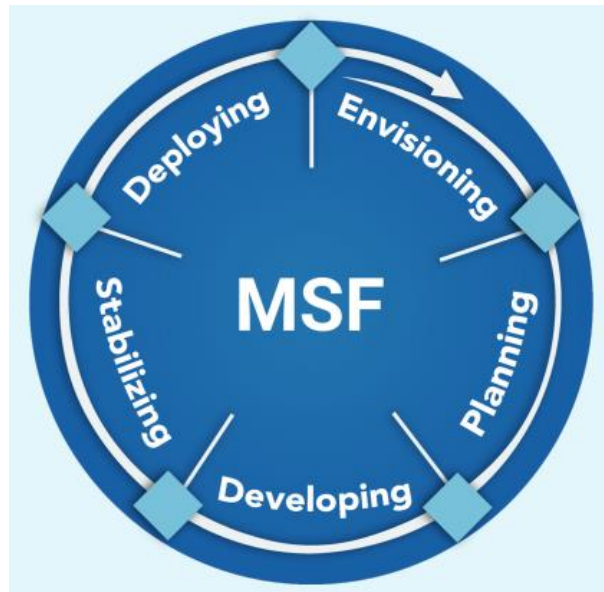 Envisioning
Planning
Developing
Stabilizing
Deploying
MSF